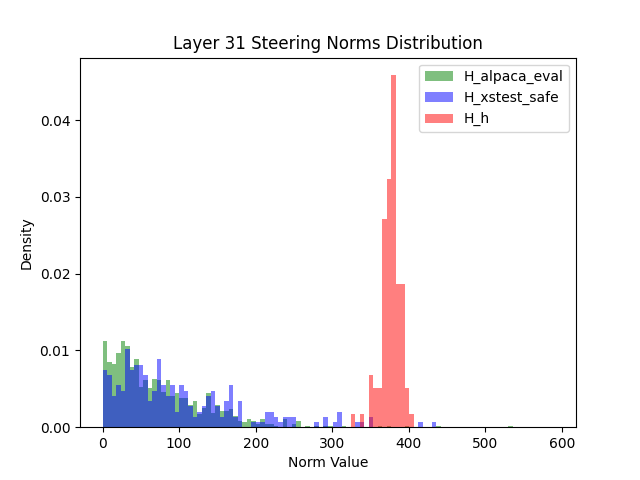 Layer 31 Steering Norms Distribution
H_alpaca_eval
H_xstest_safe
H_h
Density
0.04
0.03
0.02
0.01
0.00
0 100 200 300 400 500 600
Norm Value